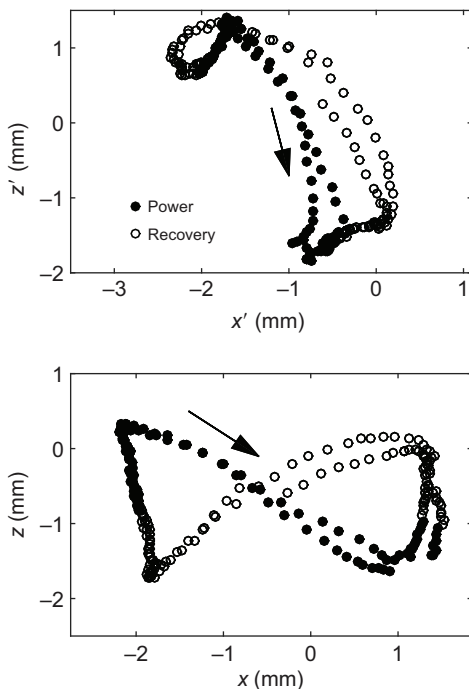 1
0
−1
−2
z′ (mm)
Power
Recovery
−3 −2 −1 0 1
x′ (mm)
1
0
−1
−2
z (mm)
−2 −1 0 1
x (mm)